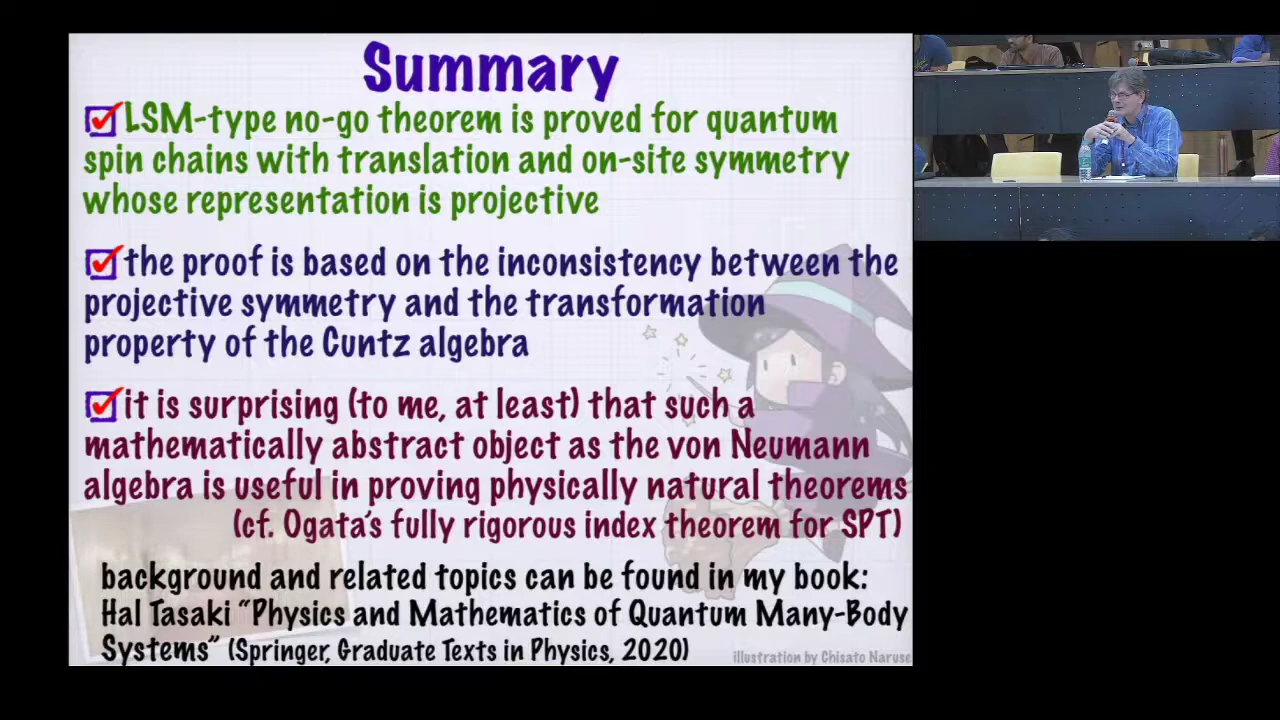 Summary
LSM-type no-go theorem is proved for quantum
spin chains with translation and on-site symmetry
whose representation is projective
the proof is based on the inconsistency between the
projective symmetry and the transformation
property of the Cuntz algebra
it is surprising (to me, at least) that such a
mathematically abstract object as the von Neumann
algebra is useful in proving physically natural theorems
(cf. Ogata's fully rigorous index theorem for SPT)
background and related topics can be found in my book:
Hal Tasaki “Physics and Mathematics of Quantum Many-Body
Systems” (Springer, Graduate Texts in Physics, 2020)
illustration by Chisato Naruse